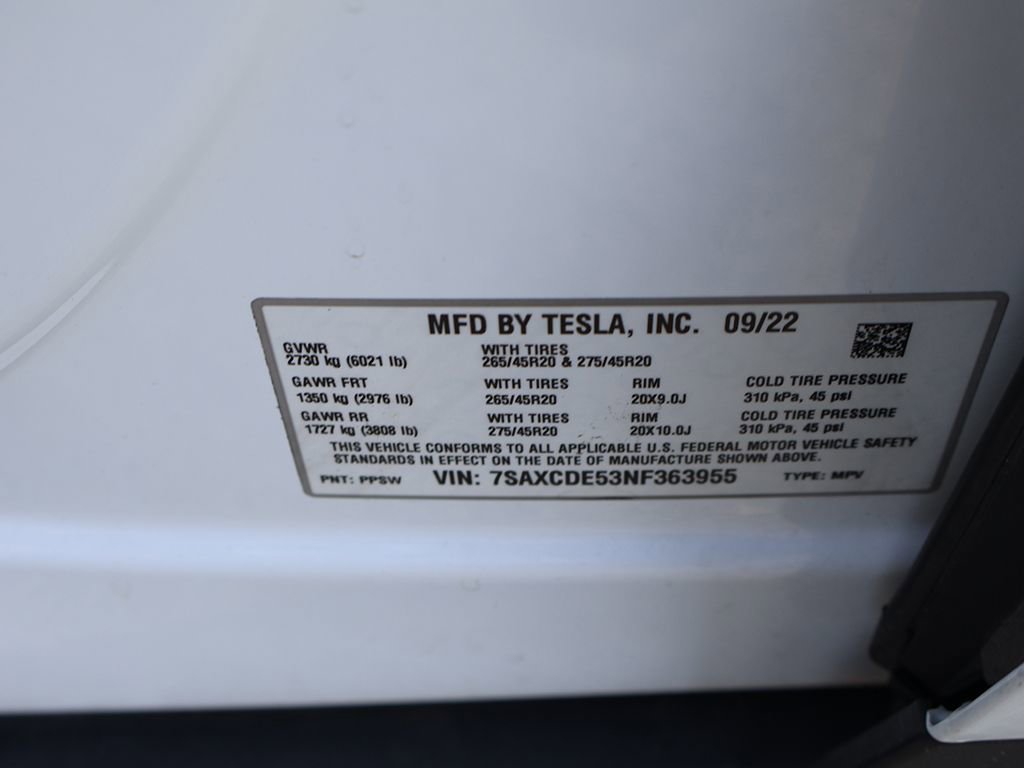 MFD BY TESLA, INC. 09/22
GVWR WITH TIRES
2730 kg (6021 lb) 265/45R20 & 275/45R20
GAWR FRT WITH TIRES RIM COLD TIRE PRESSURE
1350 kg (2976 lb) 265/45R20 20X9.0J 310 kPa, 45 psi
GAWR RR WITH TIRES RIM COLD TIRE PRESSURE
1727 kg (3808 lb) 275/45R20 20X10.0J 310 kPa, 45 psi
THIS VEHICLE CONFORMS TO ALL APPLICABLE U.S. FEDERAL MOTOR VEHICLE SAFETY
STANDARDS IN EFFECT ON THE DATE OF MANUFACTURE SHOWN ABOVE.
PNT: PPSW VIN: 7SAXCDE53NF363955 TYPE: MPV